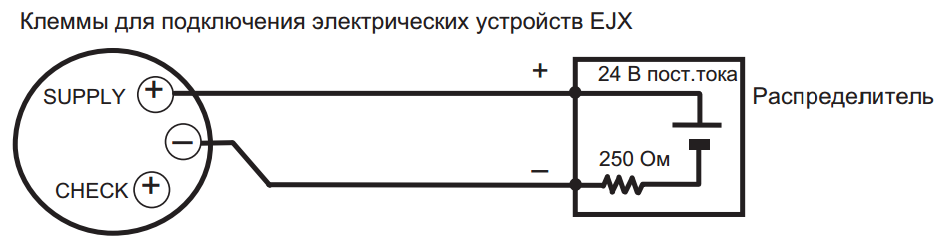 Клеммы для подключения электрических устройств EJX
+ 24 В пост.тока
SUPPLY + Распределитель
−
− 250 Ом
CHECK +